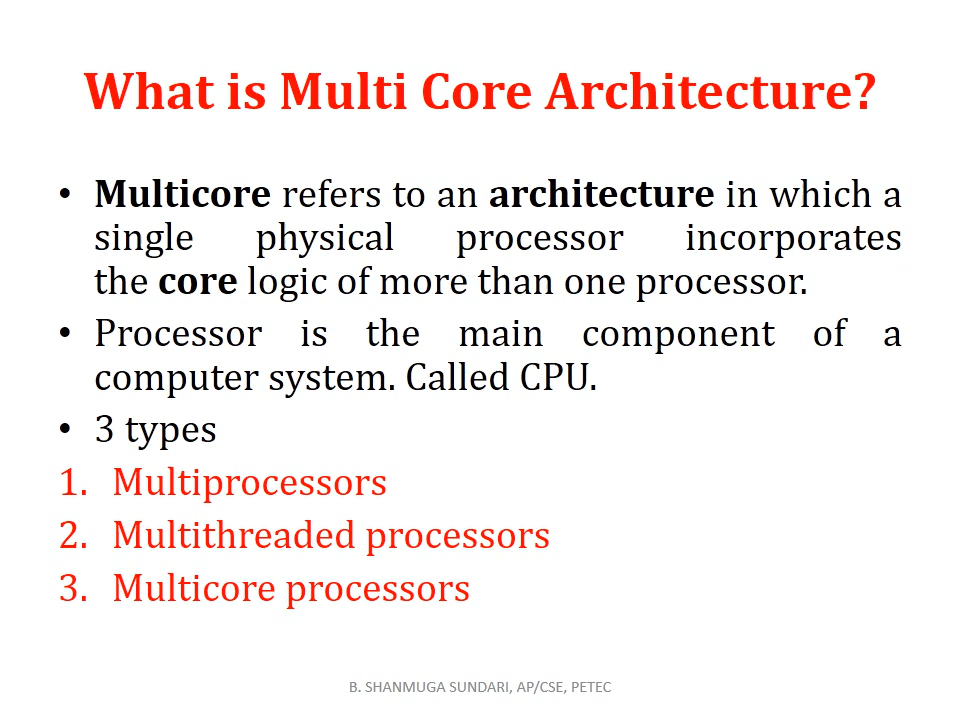 What is Multi Core Architecture?
• Multicore refers to an architecture in which a
single physical processor incorporates
the core logic of more than one processor.
• Processor is the main component of a
computer system. Called CPU.
• 3 types
1. Multiprocessors
2. Multithreaded processors
3. Multicore processors
B. SHANMUGA SUNDARI, AP/CSE, PETEC